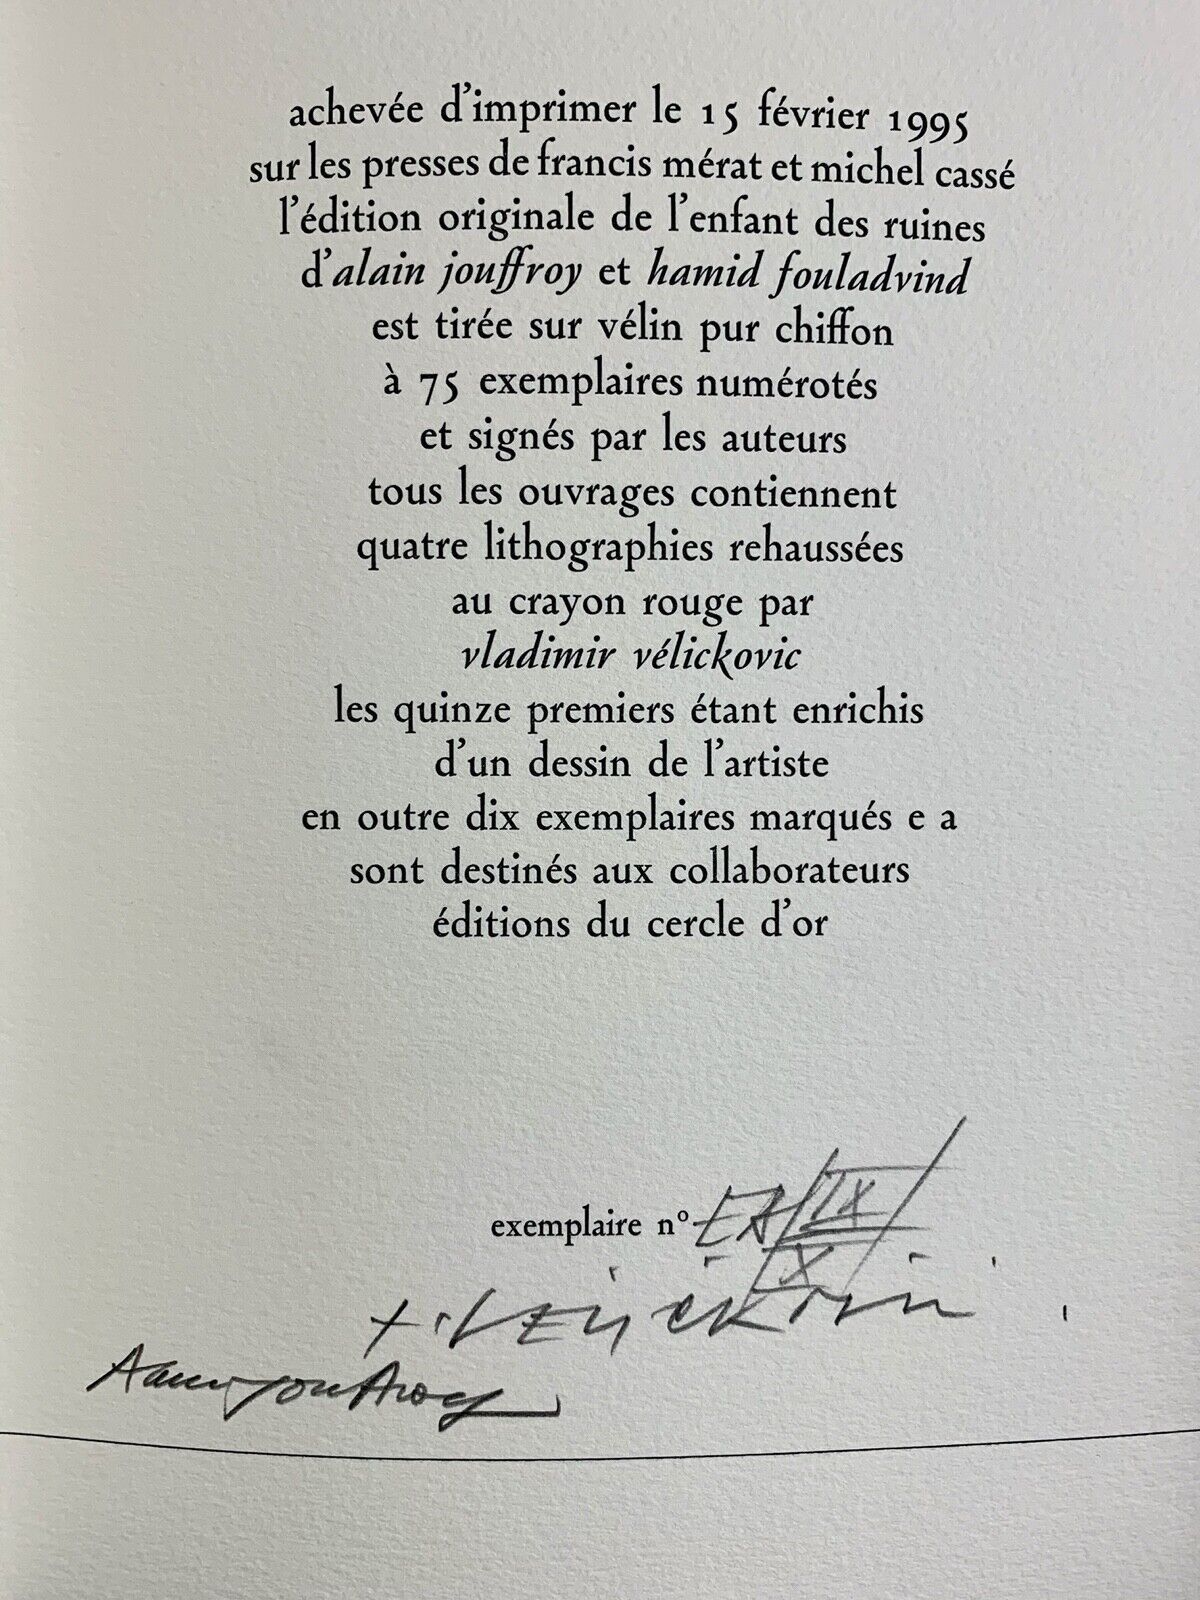 achevée d'imprimer le 15 février 1995
sur les presses de francis mérat et michel cassé
l'édition originale de l'enfant des ruines
d'alain jouffroy et hamid fouladvind
est tirée sur vélin pur chiffon
à 75 exemplaires numérotés
et signés par les auteurs
tous les ouvrages contiennent
quatre lithographies rehaussées
au crayon rouge par
vladimir vélickovic
les quinze premiers étant enrichis
d'un dessin de l'artiste
en outre dix exemplaires marqués e a
sont destinés aux collaborateurs
éditions du cercle d'or
exemplaire nº EA/IX/
X